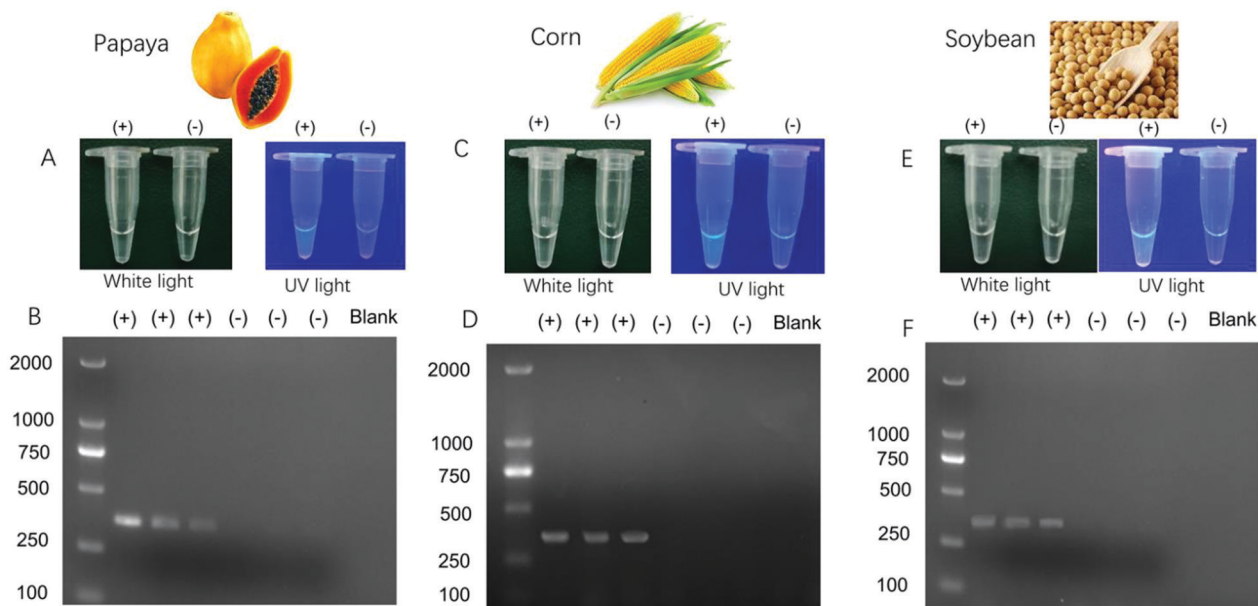 Papaya
Corn
Soybean
(+) (-) (+) (-)
(+) (-) (+) (-)
(+) (-) (+) (-)
A
C
E
White light UV light
White light UV light
White light UV light
B (+) (+) (+) (-) (-) (-) Blank
2000
1000
750
500
250
100
D (+) (+) (+) (-) (-) (-) Blank
2000
1000
750
500
250
100
F (+) (+) (+) (-) (-) (-) Blank
2000
1000
750
500
250
100